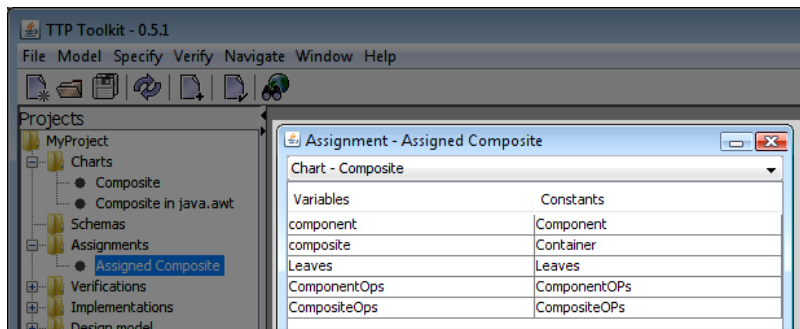 TTP Toolkit - 0.5.1
File Model Specify Verify Navigate Window Help
Projects
MyProject
Charts
Composite
Composite in java.awt
Schemas
Assignments
Assigned Composite
Verifications
Implementations
Design model
Assignment - Assigned Composite
Chart - Composite
Variables Constants
component Component
composite Container
Leaves Leaves
ComponentOps ComponentOPs
CompositeOps CompositeOPs